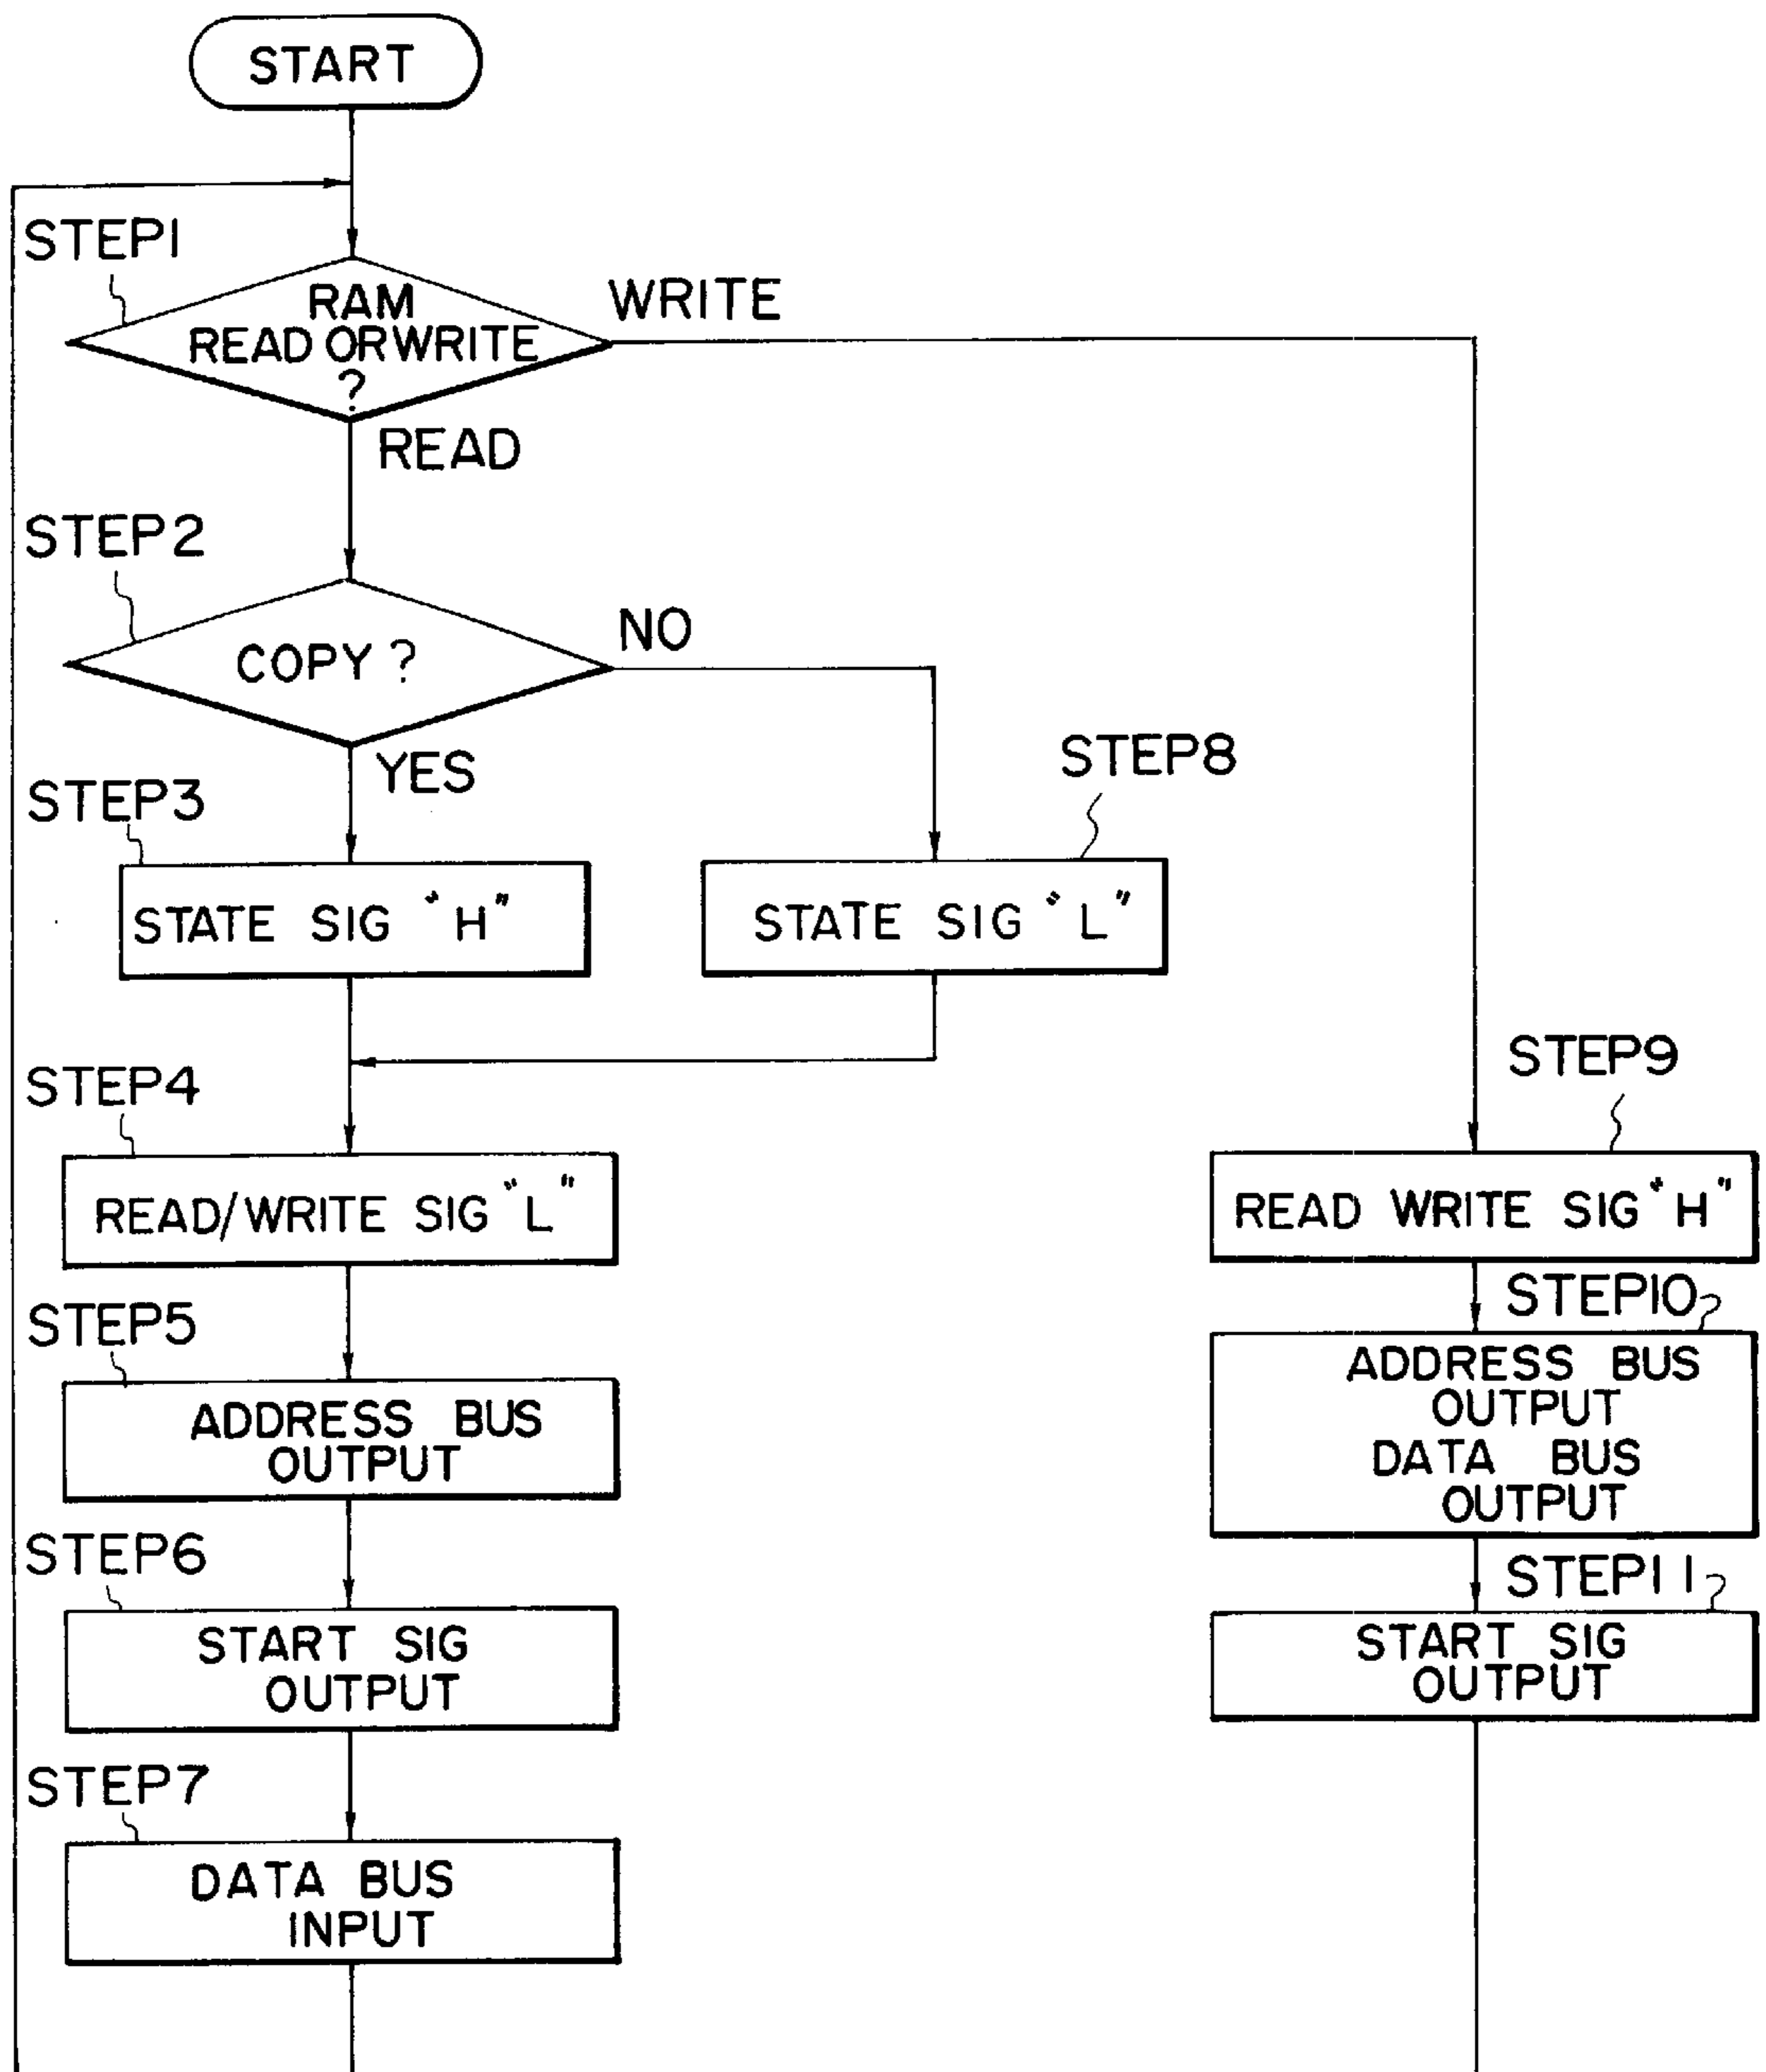 START
STEP1
RAM
READ OR WRITE
?
WRITE
READ
STEP2
COPY ?
NO
YES
STEP3
STATE SIG "H"
STEP8
STATE SIG "L"
STEP4
READ/WRITE SIG "L"
STEP9
READ WRITE SIG "H"
STEP5
ADDRESS BUS
OUTPUT
STEP10
ADDRESS BUS
OUTPUT
DATA BUS
OUTPUT
STEP6
START SIG
OUTPUT
STEP11
START SIG
OUTPUT
STEP7
DATA BUS
INPUT